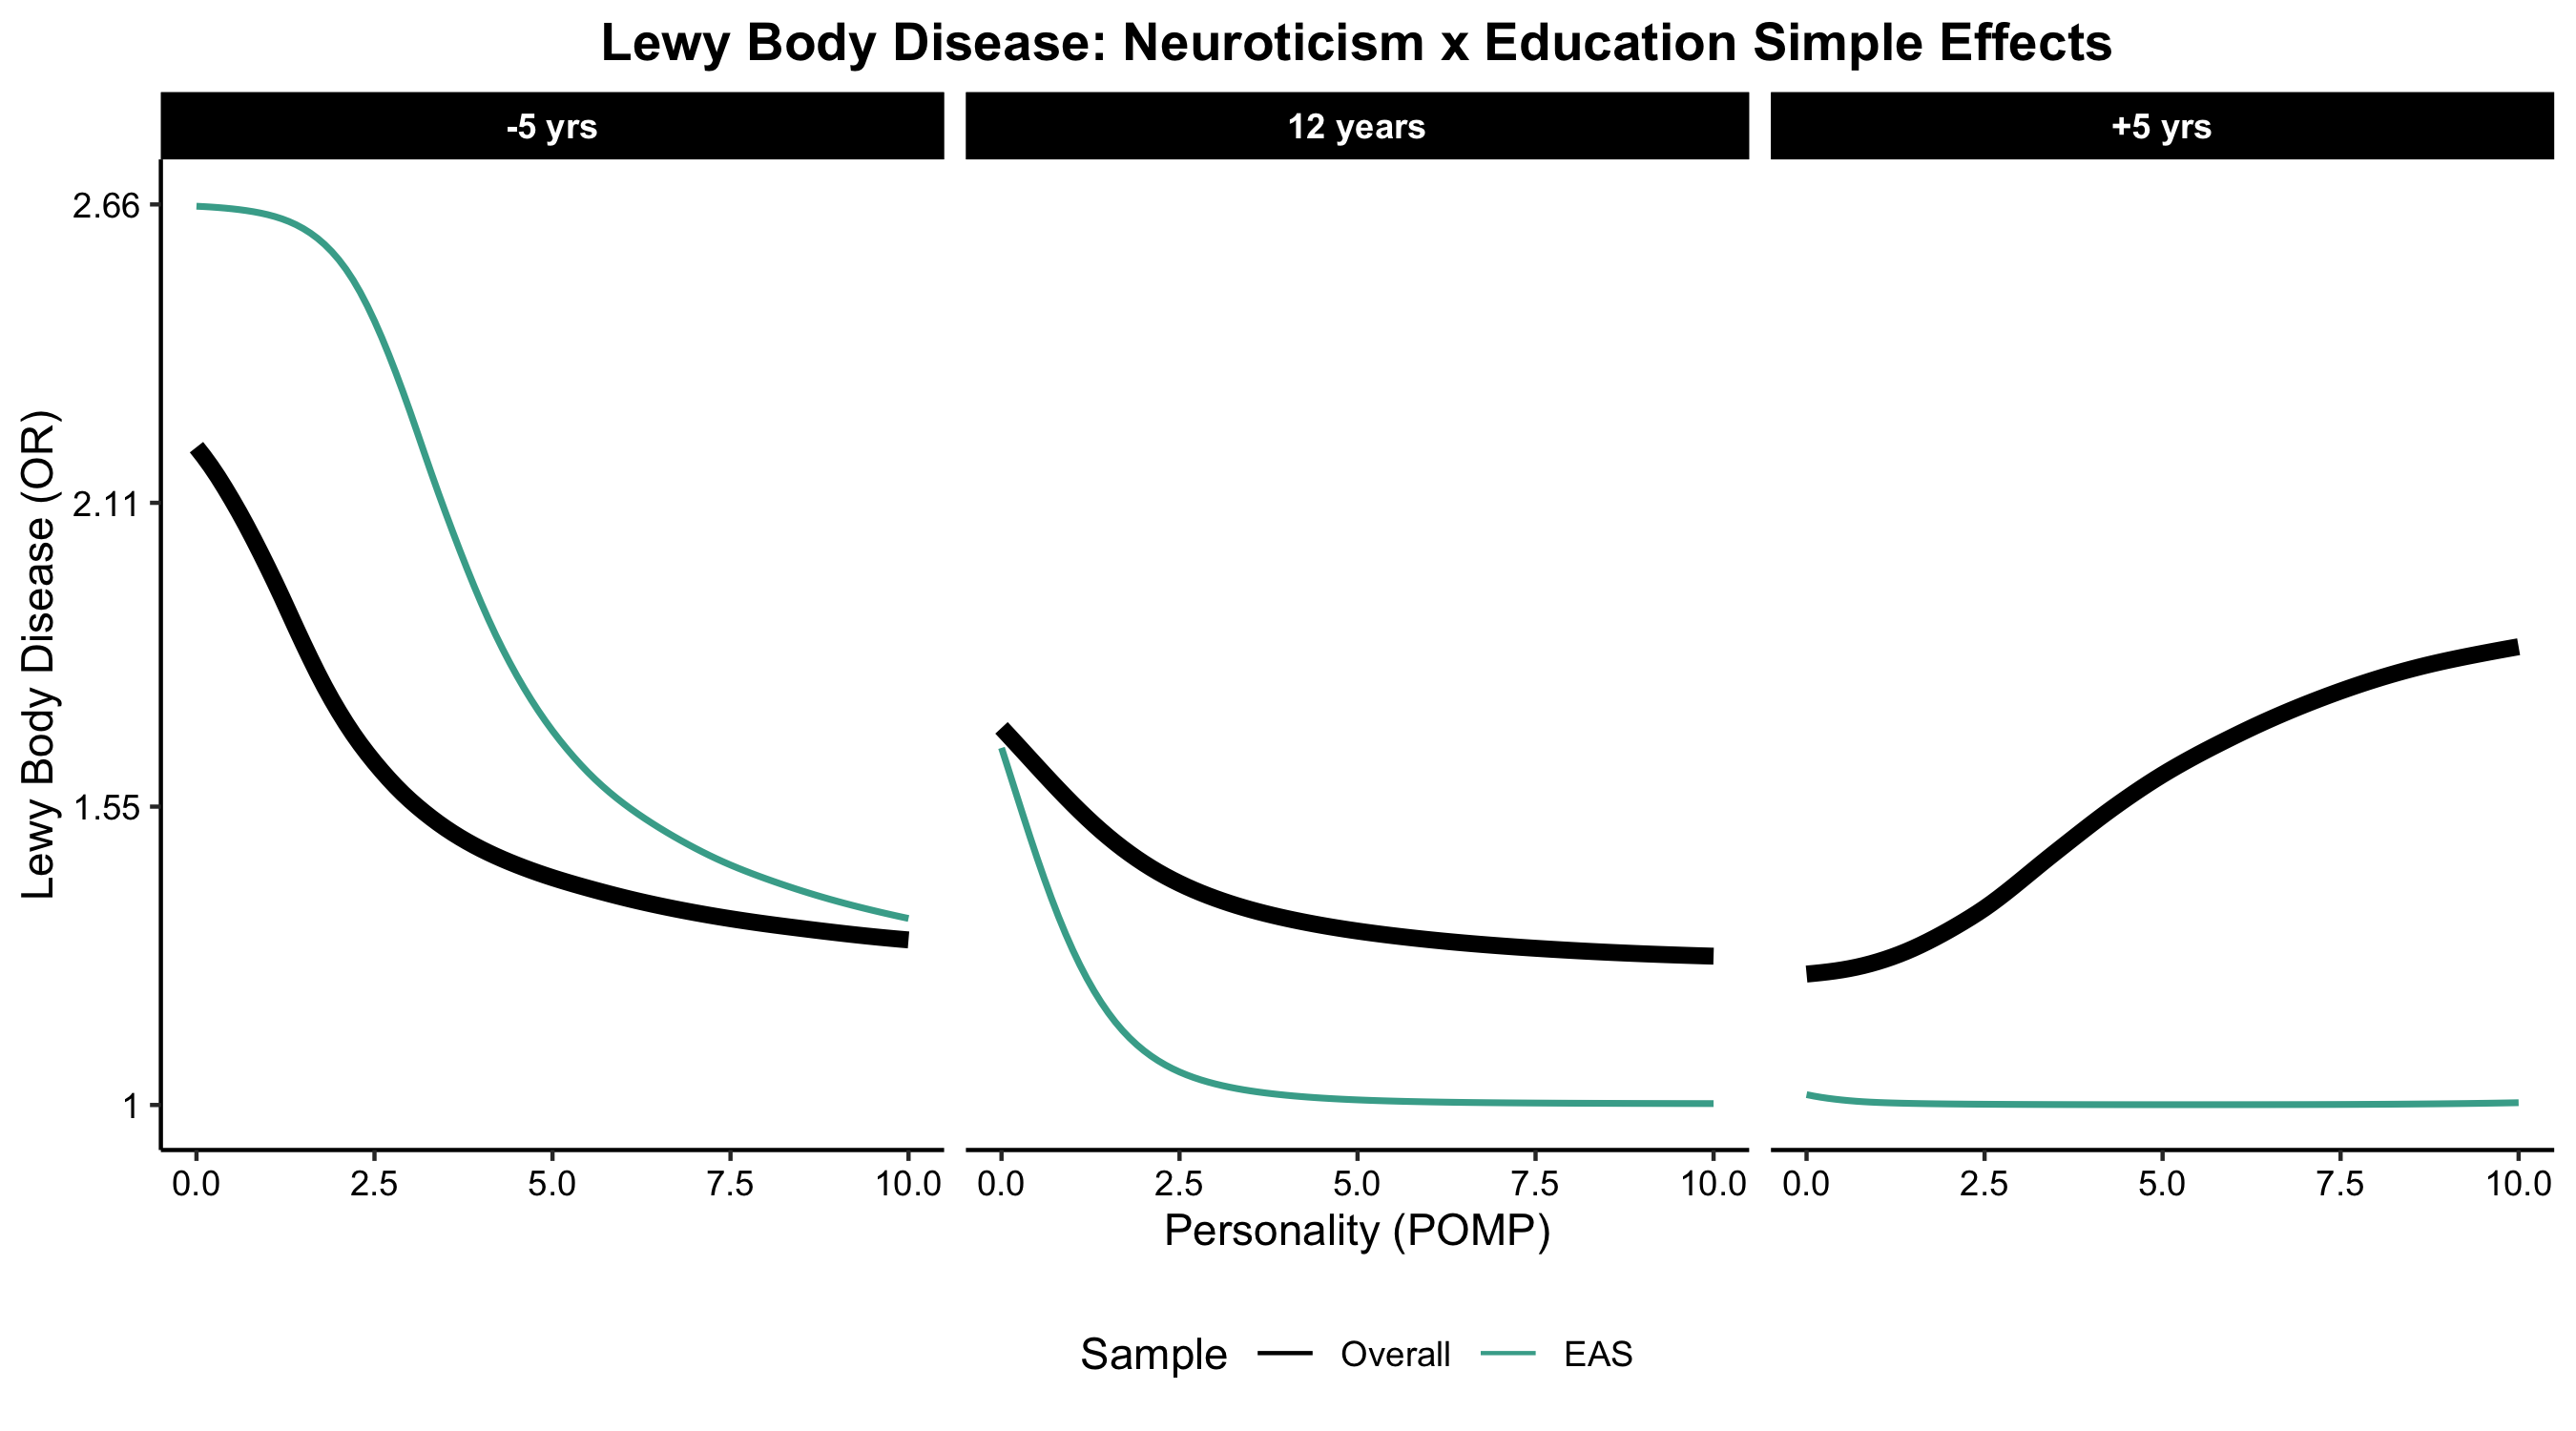 Lewy Body Disease: Neuroticism x Education Simple Effects
-5 yrs
12 years
+5 yrs
Lewy Body Disease (OR)
2.66
2.11
1.55
1
0.0 2.5 5.0 7.5 10.0
0.0 2.5 5.0 7.5 10.0
0.0 2.5 5.0 7.5 10.0
Personality (POMP)
Sample Overall EAS